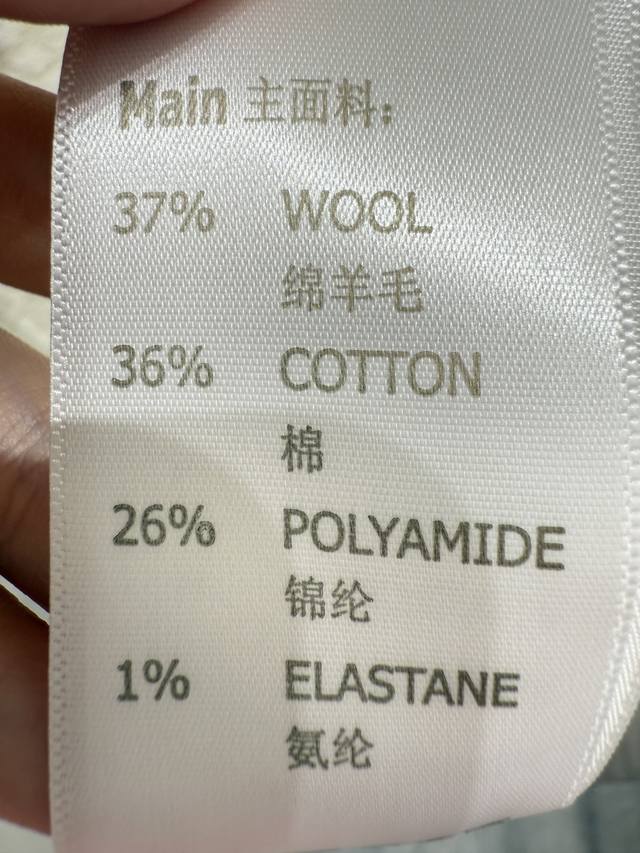 Main 主面料:
37% WOOL
绵羊毛
36% COTTON
棉
26% POLYAMIDE
锦纶
1% ELASTANE
氨纶